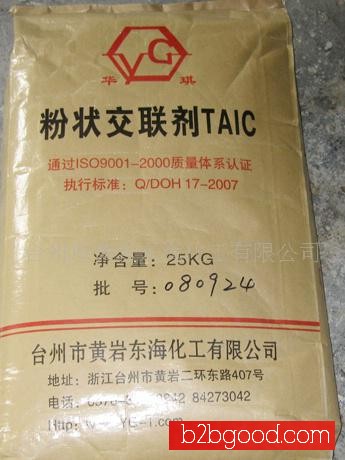 华 琪
粉状交联剂TAIC
通过ISO9001-2000质量体系认证
执行标准：Q/DOH 17-2007
净含量：25KG
批 号：080924
台州市黄岩东海化工有限公司
地址：浙江台州市黄岩二环东路407号
电话： 84273042
b2bgood.com